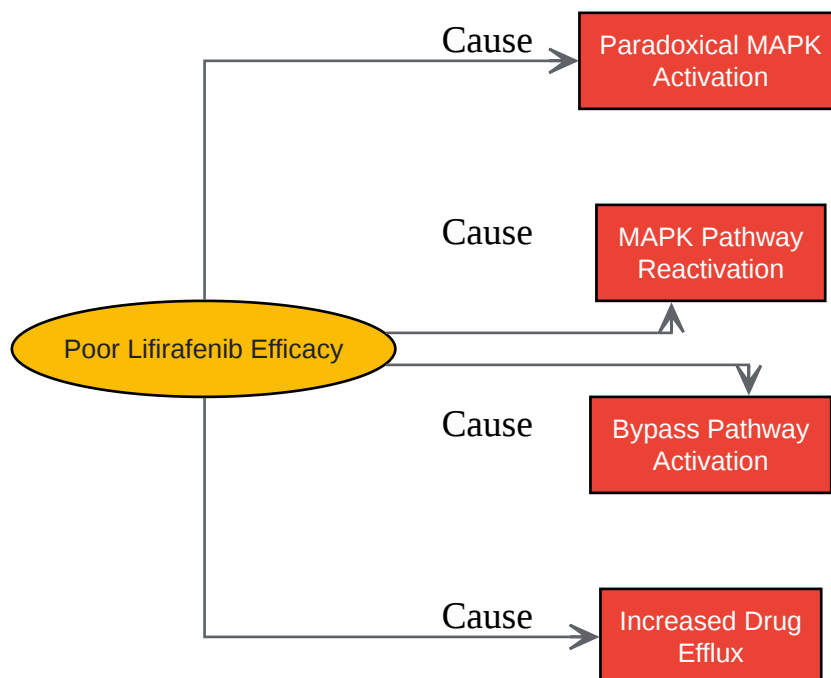 Cause
Paradoxical MAPK
Activation
Cause
MAPK Pathway
Reactivation
Poor Lifirafenib Efficacy
Cause
Bypass Pathway
Activation
Cause
Increased Drug
Efflux